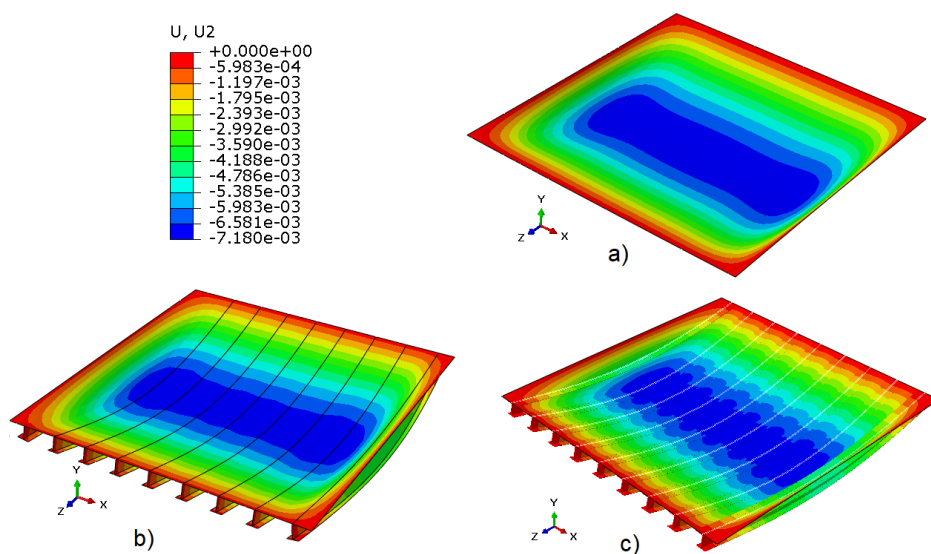 U, U2
+0.000e+00
-5.983e-04
-1.197e-03
-1.795e-03
-2.393e-03
-2.992e-03
-3.590e-03
-4.188e-03
-4.786e-03
-5.385e-03
-5.983e-03
-6.581e-03
-7.180e-03
Y
Z X
a)
Y
Z X
b)
Y
Z X
c)